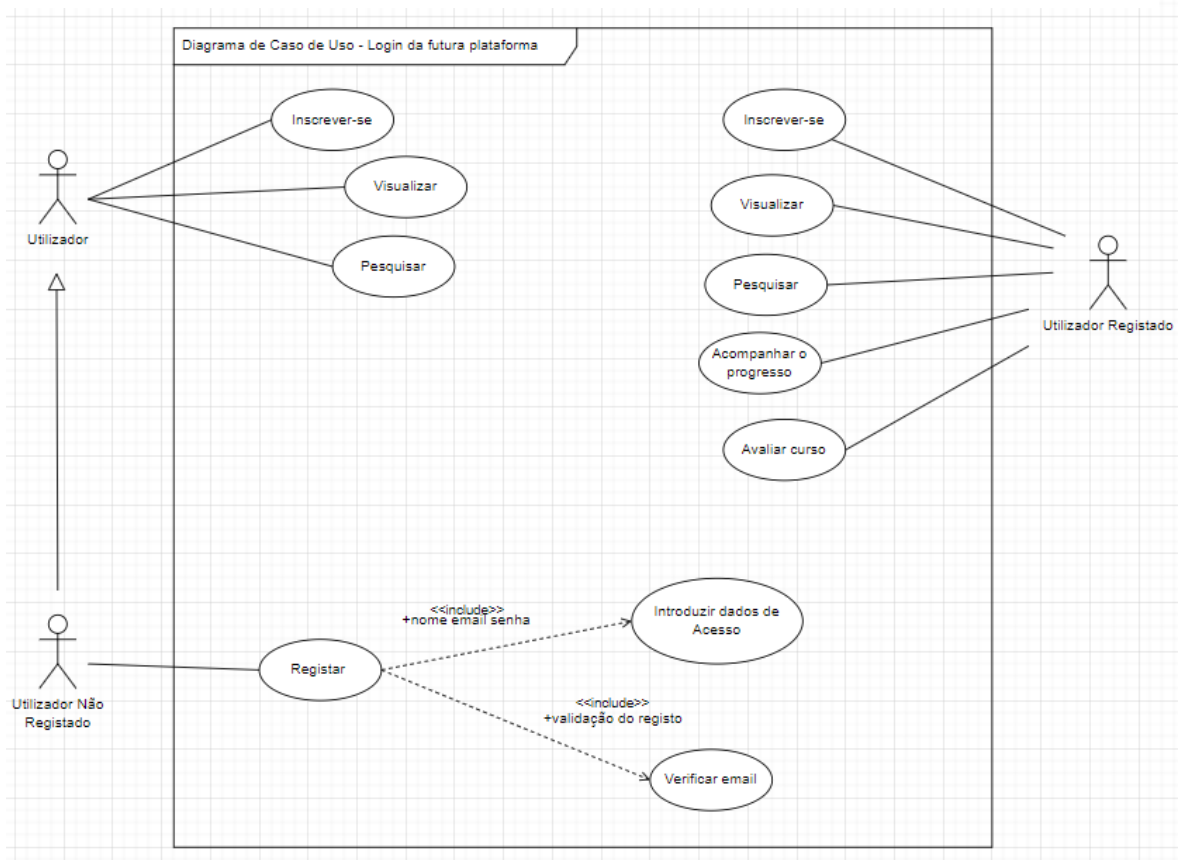 Diagrama de Caso de Uso - Login da futura plataforma
Inscrever-se
Visualizar
Pesquisar
Utilizador
Inscrever-se
Visualizar
Pesquisar
Acompanhar o
progresso
Avaliar curso
Utilizador Registado
Utilizador Não
Registado
Registar
<<include>>
+nome email senha
Introduzir dados de
Acesso
<<include>>
+validação do registo
Verificar email